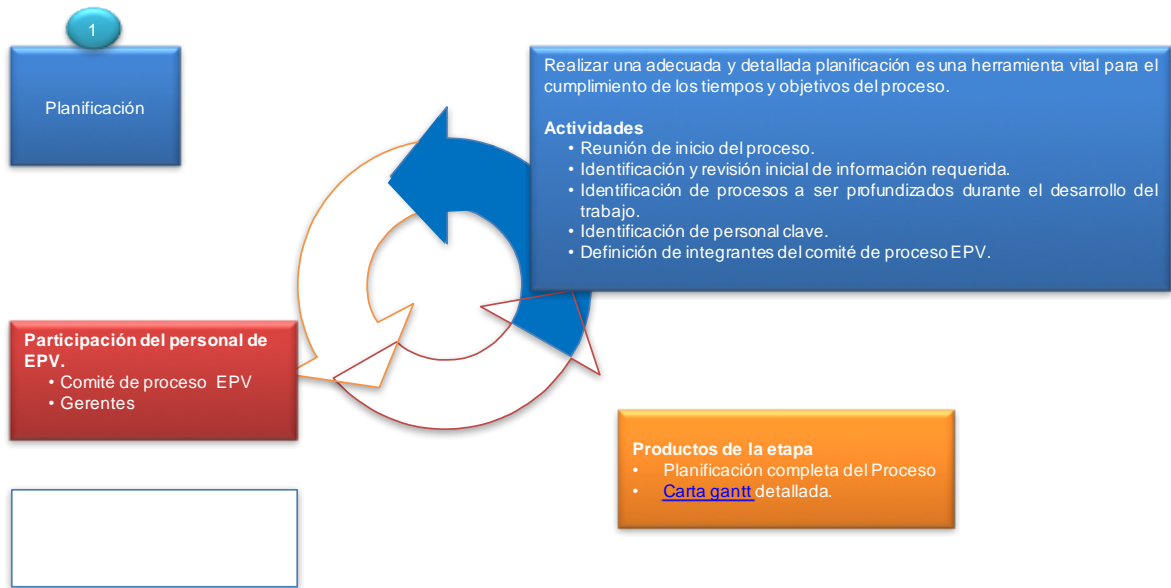 1
Planificación
Realizar una adecuada y detallada planificación es una herramienta vital para el
cumplimiento de los tiempos y objetivos del proceso.
Actividades
• Reunión de inicio del proceso.
• Identificación y revisión inicial de información requerida.
• Identificación de procesos a ser profundizados durante el desarrollo del
trabajo.
• Identificación de personal clave.
• Definición de integrantes del comité de proceso EPV.
Participación del personal de
EPV.
• Comité de proceso EPV
• Gerentes
Productos de la etapa
• Planificación completa del Proceso
• Carta gantt detallada.